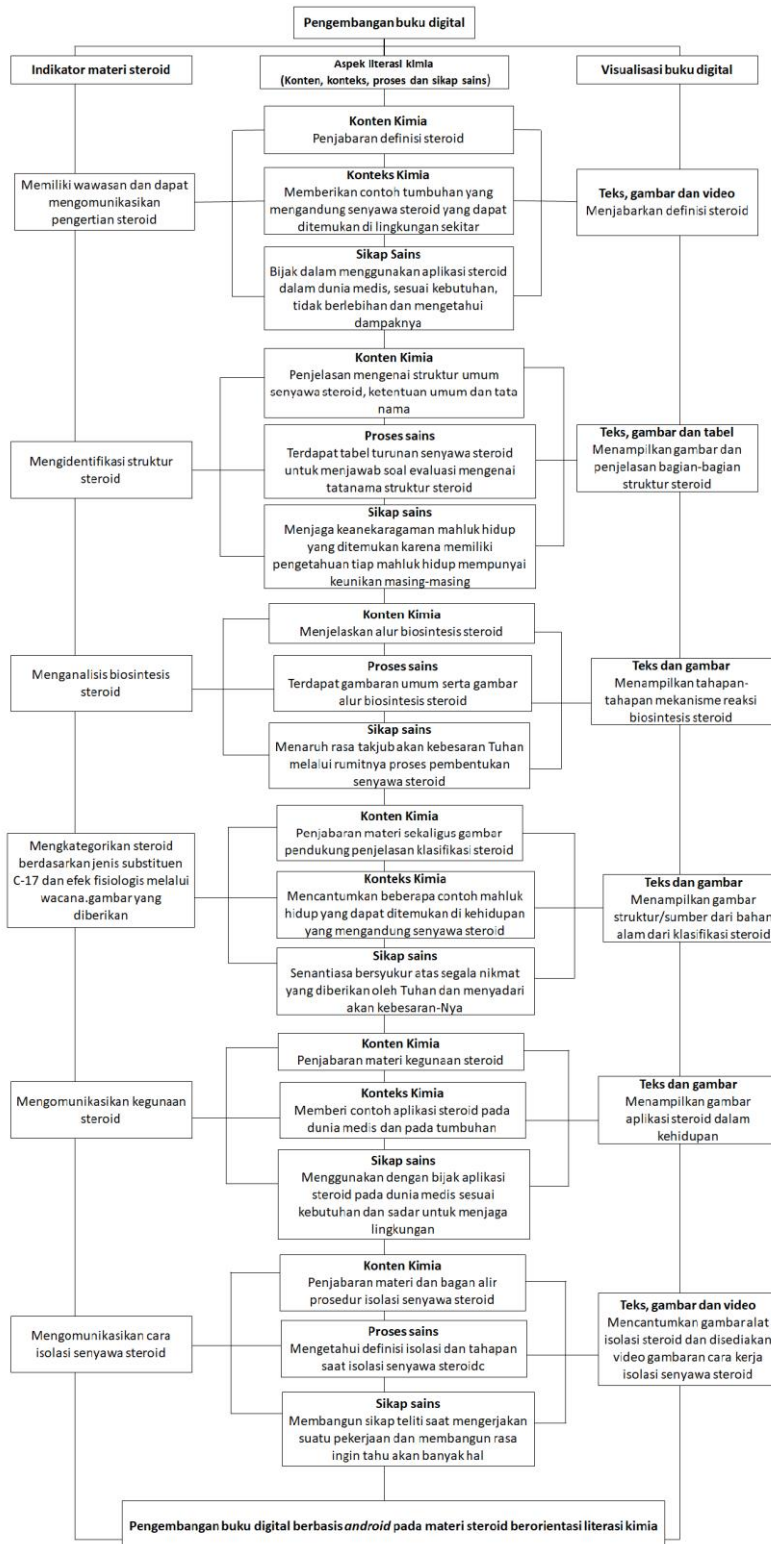 Pengembangan buku digital
Indikator materi steroid
Aspek literasi kimia
(Konten, konteks, proses dan sikap sains)
Visualisasi buku digital
Memiliki wawasan dan dapat
mengomunikasikan
pengertian steroid
Konten Kimia
Penjabaran definisi steroid
Konteks Kimia
Memberikan contoh tumbuhan yang
mengandung senyawa steroid yang dapat
ditemukan di lingkungan sekitar
Sikap Sains
Bijak dalam menggunakan aplikasi steroid
dalam dunia medis, sesuai kebutuhan,
tidak berlebihan dan mengetahui
dampaknya
Teks, gambar dan video
Menjabarkan definisi steroid
Mengidentifikasi struktur
steroid
Konten Kimia
Penjelasan mengenai struktur umum
senyawa steroid, ketentuan umum dan tata
nama
Proses sains
Terdapat tabel turunan senyawa steroid
untuk menjawab soal evaluasi mengenai
tatanama struktur steroid
Sikap sains
Menjaga keanekaragaman mahluk hidup
yang ditemukan karena memiliki
pengetahuan tiap mahluk hidup mempunyai
keunikan masing-masing
Teks, gambar dan tabel
Menampilkan gambar dan
penjelasan bagian-bagian
struktur steroid
Menganalisis biosintesis
steroid
Konten Kimia
Menjelaskan alur biosintesis steroid
Proses sains
Terdapat gambaran umum serta gambar
alur biosintesis steroid
Sikap sains
Menaruh rasa takjub akan kebesaran Tuhan
melalui rumitnya proses pembentukan
senyawa steroid
Teks dan gambar
Menampilkan tahapan-
tahapan mekanisme reaksi
biosintesis steroid
Mengkategorikan steroid
berdasarkan jenis substituen
C-17 dan efek fisiologis melalui
wacana.gambar yang
diberikan
Konten Kimia
Penjabaran materi sekaligus gambar
pendukung penjelasan klasifikasi steroid
Konteks Kimia
Mencantumkan beberapa contoh mahluk
hidup yang dapat ditemukan di kehidupan
yang mengandung senyawa steroid
Sikap sains
Senantiasa bersyukur atas segala nikmat
yang diberikan oleh Tuhan dan menyadari
akan kebesaran-Nya
Teks dan gambar
Menampilkan gambar
struktur/sumber dari bahan
alam dari klasifikasi steroid
Mengomunikasikan kegunaan
steroid
Konten Kimia
Penjabaran materi kegunaan steroid
Konteks Kimia
Memberi contoh aplikasi steroid pada
dunia medis dan pada tumbuhan
Sikap sains
Menggunakan dengan bijak aplikasi
steroid pada dunia medis sesuai
kebutuhan dan sadar untuk menjaga
lingkungan
Teks dan gambar
Menampilkan gambar
aplikasi steroid dalam
kehidupan
Mengomunikasikan cara
isolasi senyawa steroid
Konten Kimia
Penjabaran materi dan bagan alir
prosedur isolasi senyawa steroid
Proses sains
Mengetahui definisi isolasi dan tahapan
saat isolasi senyawa steroidc
Sikap sains
Membangun sikap teliti saat mengerjakan
suatu pekerjaan dan membangun rasa
ingin tahu akan banyak hal
Teks, gambar dan video
Mencantumkan gambar alat
isolasi steroid dan disediakan
video gambaran cara kerja
isolasi senyawa steroid
Pengembangan buku digital berbasis android pada materi steroid berorientasi literasi kimia